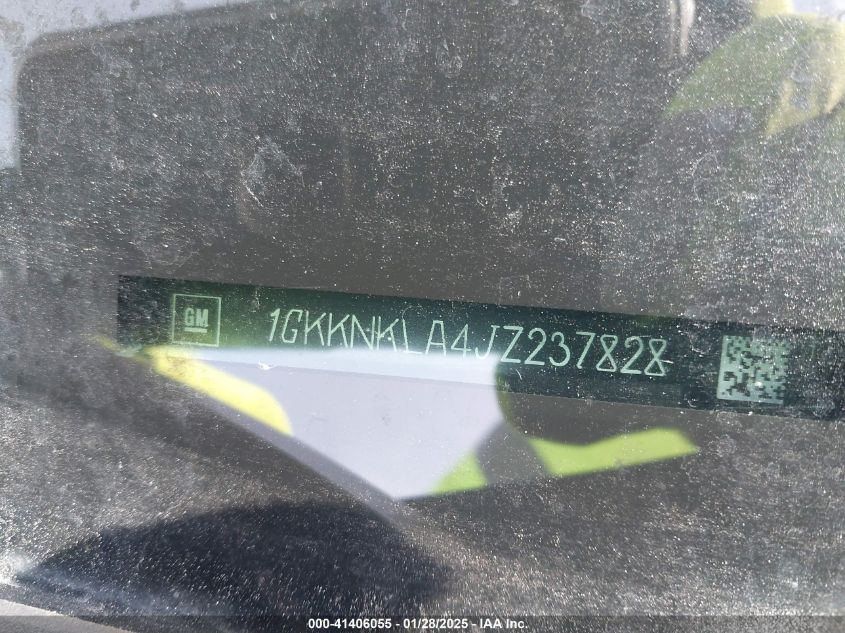 GM
1GKKNKLA4JZ237828
000-41406055 - 01/28/2025 - IAA Inc.